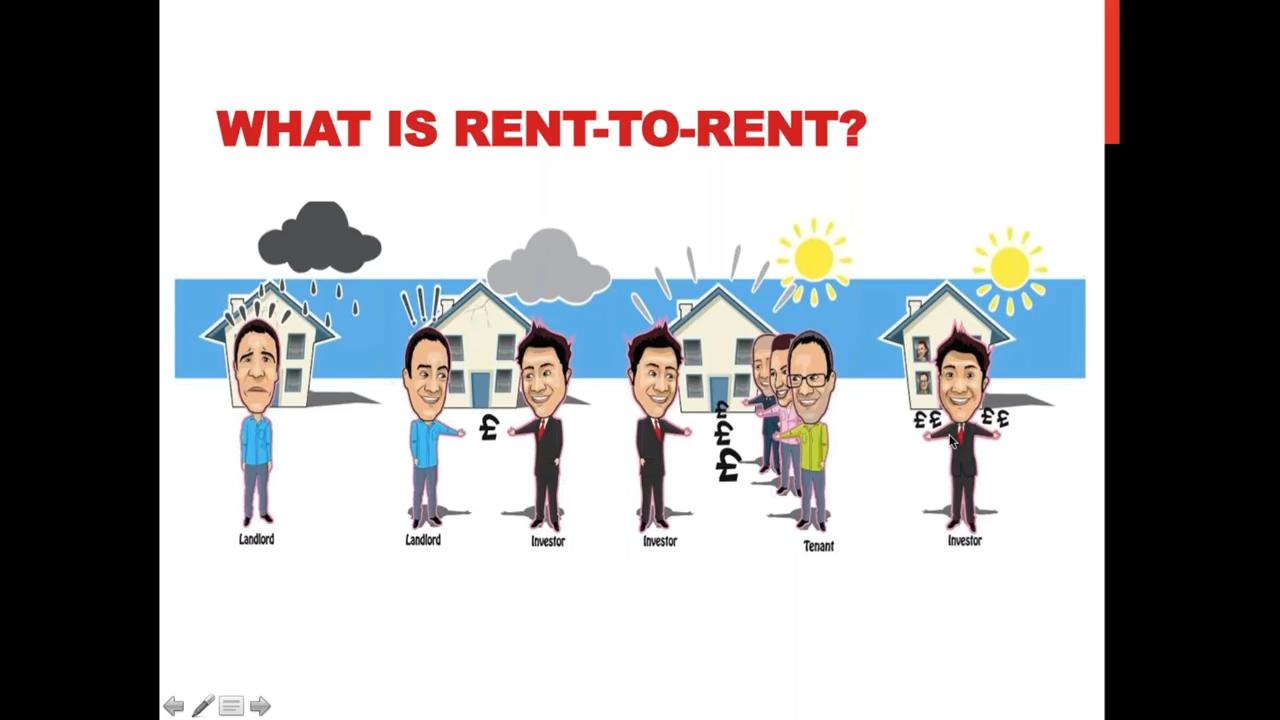 WHAT IS RENT-TO-RENT?
£
£££
££ ££
Landlord
Landlord
Investor
Investor
Tenant
Investor